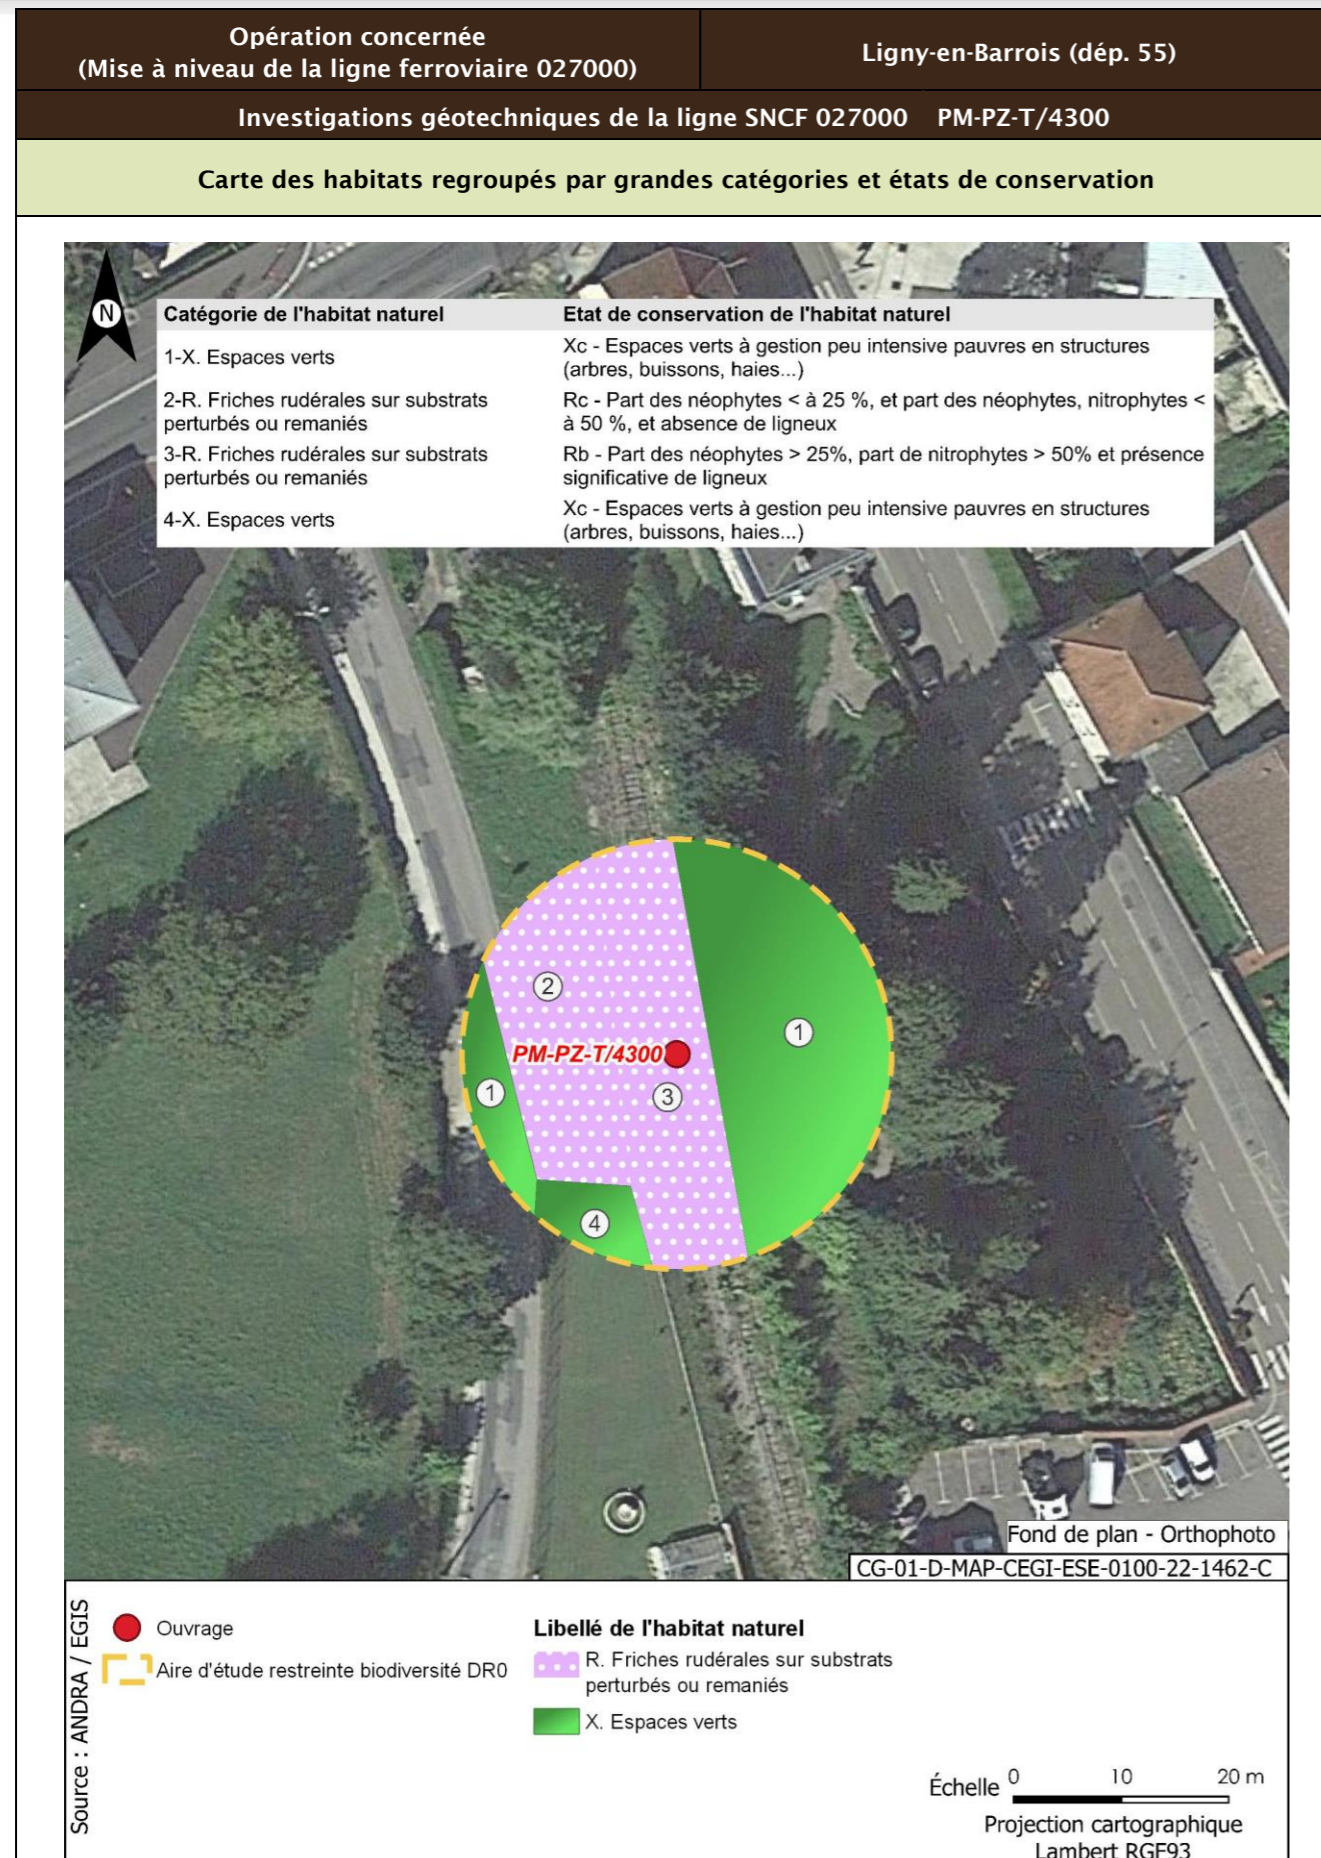 Opération concernée
(Mise à niveau de la ligne ferroviaire 027000)
Ligny-en-Barrois (dép. 55)
Investigations géotechniques de la ligne SNCF 027000 PM-PZ-T/4300
Carte des habitats regroupés par grandes catégories et états de conservation
N
Catégorie de l'habitat naturel
Etat de conservation de l'habitat naturel
1-X. Espaces verts
Xc - Espaces verts à gestion peu intensive pauvres en structures
(arbres, buissons, haies...)
2-R. Friches rudérales sur substrats
perturbés ou remaniés
Rc - Part des néophytes < à 25 %, et part des néophytes, nitrophytes <
à 50 %, et absence de ligneux
3-R. Friches rudérales sur substrats
perturbés ou remaniés
Rb - Part des néophytes > 25%, part de nitrophytes > 50% et présence
significative de ligneux
4-X. Espaces verts
Xc - Espaces verts à gestion peu intensive pauvres en structures
(arbres, buissons, haies...)
2
1
PM-PZ-T/4300
1
3
4
Fond de plan - Orthophoto
CG-01-D-MAP-CEGI-ESE-0100-22-1462-C
Source : ANDRA / EGIS
Ouvrage
Aire d'étude restreinte biodiversité DR0
Libellé de l'habitat naturel
R. Friches rudérales sur substrats
perturbés ou remaniés
X. Espaces verts
Échelle 0 10 20 m
Projection cartographique
Lambert RGF93